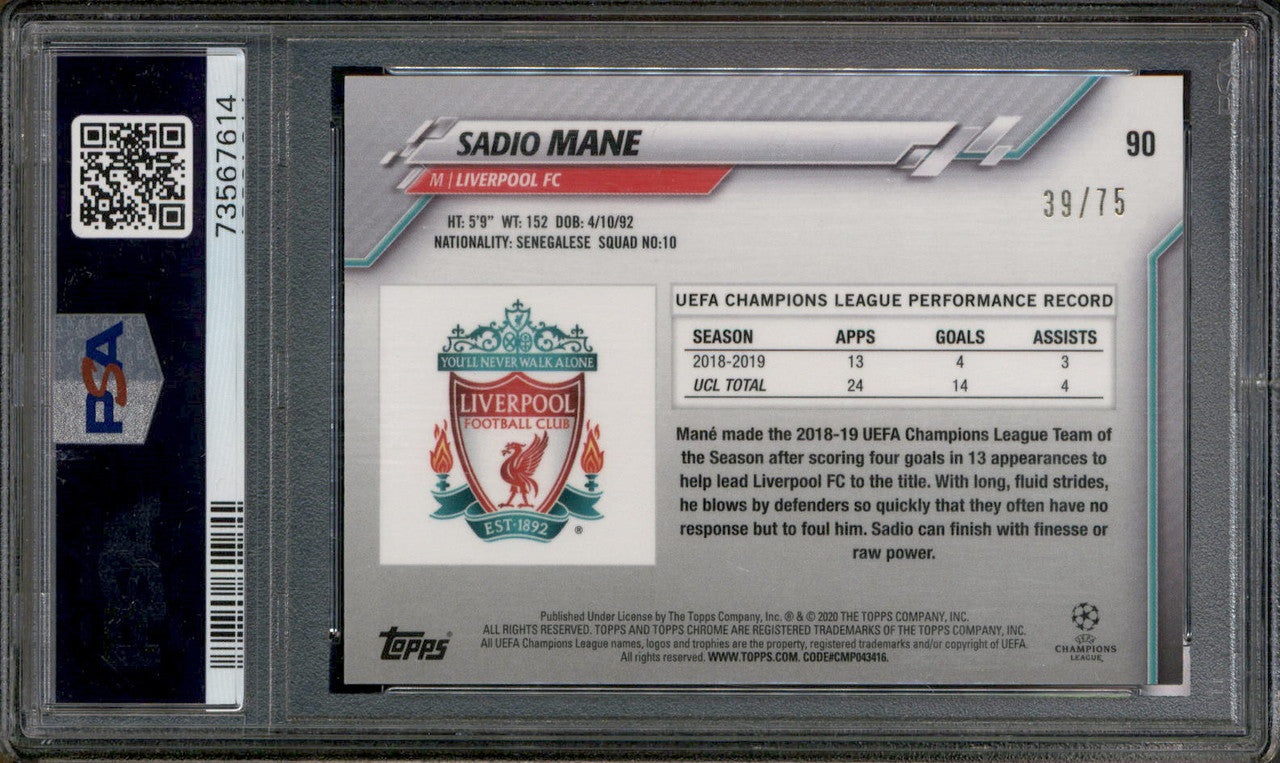 73567614
PSA
SADIO MANE
90
M | LIVERPOOL FC
39/75
HT: 5'9" WT: 152 DOB: 4/10/92
NATIONALITY: SENEGALESE SQUAD NO:10
YOU'LL NEVER WALK ALONE
LIVERPOOL
FOOTBALL CLUB
EST·1892 ®
UEFA CHAMPIONS LEAGUE PERFORMANCE RECORD
SEASON APPS GOALS ASSISTS
2018-2019 13 4 3
UCL TOTAL 24 14 4
Mané made the 2018-19 UEFA Champions League Team of
the Season after scoring four goals in 13 appearances to
help lead Liverpool FC to the title. With long, fluid strides,
he blows by defenders so quickly that they often have no
response but to foul him. Sadio can finish with finesse or
raw power.
topps®
Published Under License by The Topps Company, Inc. ® & © 2020 THE TOPPS COMPANY, INC.
ALL RIGHTS RESERVED. TOPPS AND TOPPS CHROME ARE REGISTERED TRADEMARKS OF THE TOPPS COMPANY, INC.
All UEFA Champions League names, logos and trophies are the property, registered trademarks and/or copyright of UEFA.
All rights reserved. WWW.TOPPS.COM. CODE#CMP043416.
UEFA
CHAMPIONS
LEAGUE